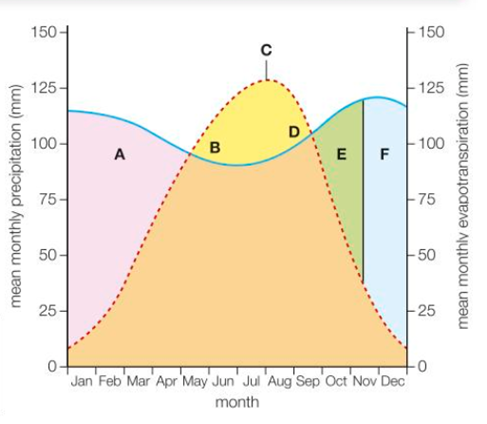 mean monthly precipitation (mm)
150
125
100
75
50
25
0
A
B
C
D
E
F
150
125
100
75
50
25
0
mean monthly evapotranspiration (mm)
Jan Feb Mar Apr May Jun Jul Aug Sep Oct Nov Dec
month